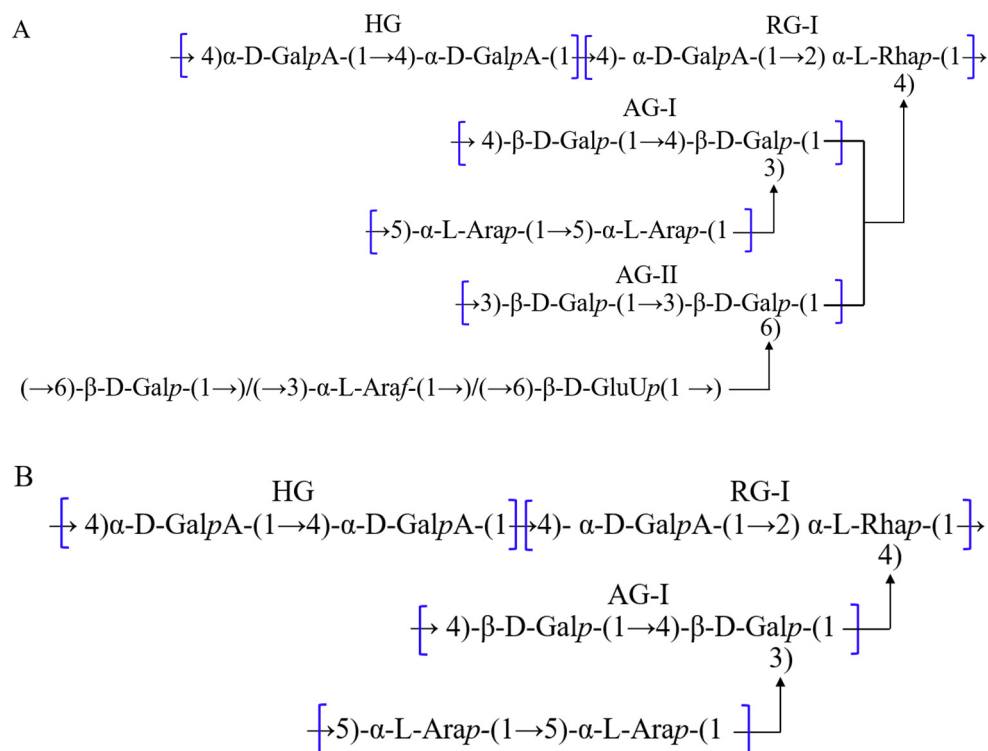 A
HG RG-I
→ 4)α-D-GalpA-(1→4)-α-D-GalpA-(1→4)- α-D-GalpA-(1→2) α-L-Rhap-(1→
4)
AG-I
→ 4)-β-D-Galp-(1→4)-β-D-Galp-(1
3)
→5)-α-L-Arap-(1→5)-α-L-Arap-(1
AG-II
→3)-β-D-Galp-(1→3)-β-D-Galp-(1
6)
(→6)-β-D-Galp-(1→)/(→3)-α-L-Araf-(1→)/(→6)-β-D-GluUp(1 →)
B
HG RG-I
→ 4)α-D-GalpA-(1→4)-α-D-GalpA-(1→4)- α-D-GalpA-(1→2) α-L-Rhap-(1→
4)
AG-I
→ 4)-β-D-Galp-(1→4)-β-D-Galp-(1
3)
→5)-α-L-Arap-(1→5)-α-L-Arap-(1